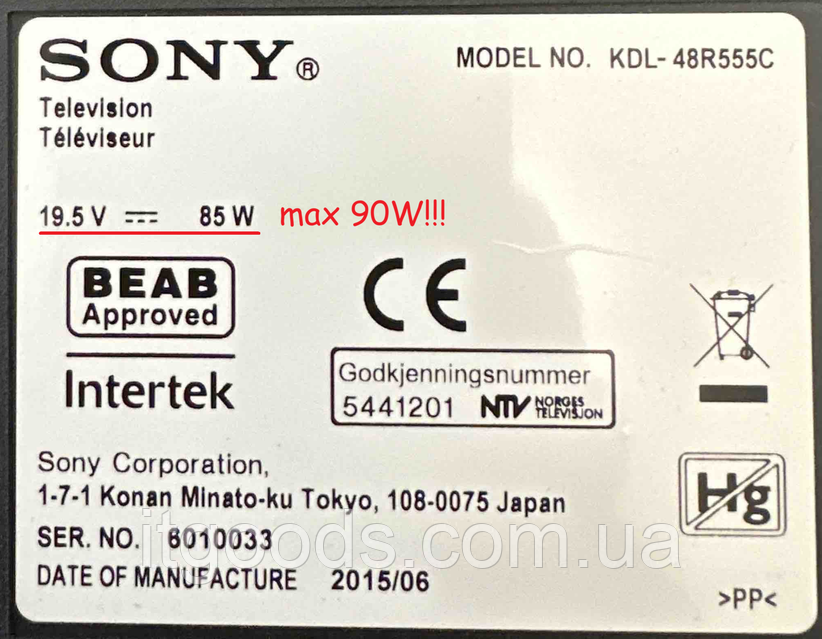 SONY®
MODEL NO. KDL-48R555C
Television
Téléviseur
19.5 V ⎓ 85 W max 90W!!!
BEAB
Approved
CE
Intertek
Godkjenningsnummer
5441201 NTV NORGES
TELEVISJON
Sony Corporation,
1-7-1 Konan Minato-ku Tokyo, 108-0075 Japan
Hg
SER. NO. 6010033
itgoods.com.ua
DATE OF MANUFACTURE 2015/06
>PP<